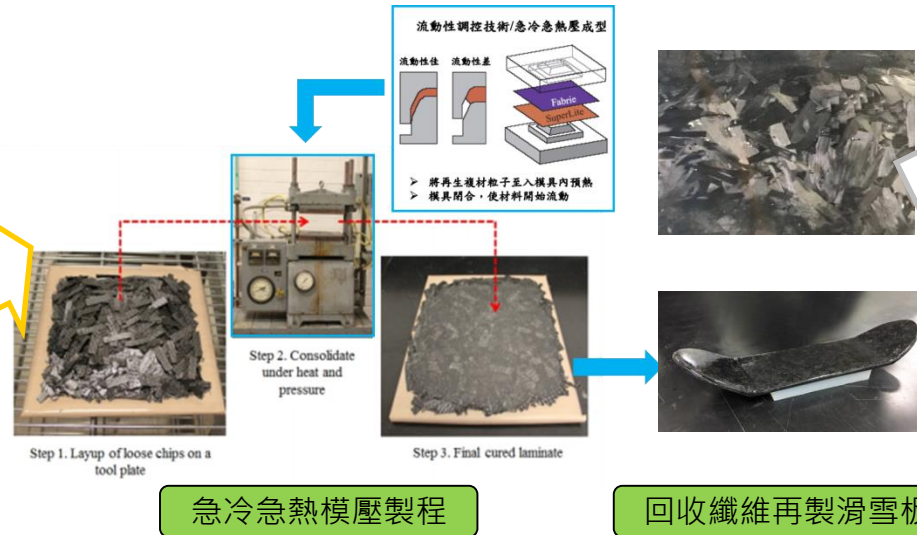 流動性調控技術/急冷急熱壓成型
流動性佳 流動性差
Fabric
SuperLite
➢ 將再生複材粒子至入模具內預熱
➢ 模具閉合，使材料開始流動
Step 2. Consolidate
under heat and
pressure
Step 1. Layup of loose chips on a
tool plate
Step 3. Final cured laminate
急冷急熱模壓製程
回收纖維再製滑雪板